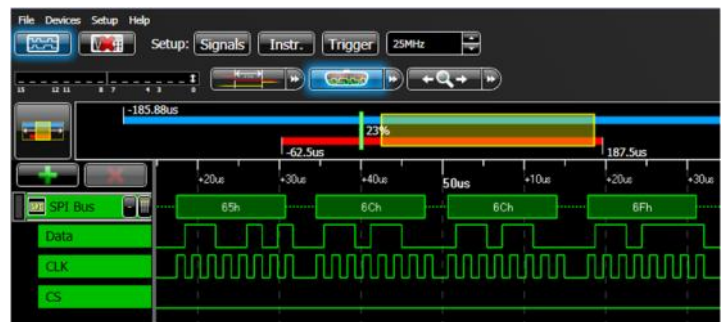 File Devices Setup Help
Setup: Signals Instr. Trigger 25MHz
15 12 11 8 7 4 3 0
-185.88us
23%
-62.5us 187.5us
+20us +30us +40us 50us +10us +20us +30us
SPI Bus 65h 6Ch 6Ch 6Fh
Data
CLK
CS